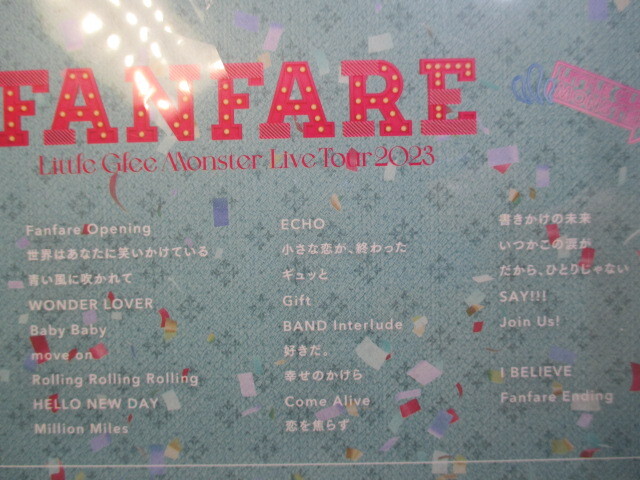 FANFARE
Little Glee Monster Live Tour 2023
Fanfare Opening
世界はあなたに笑いかけている
青い風に吹かれて
WONDER LOVER
Baby Baby
move on
Rolling Rolling Rolling
HELLO NEW DAY
Million Miles
ECHO
小さな恋が、終わった
ギュッと
Gift
BAND Interlude
好きだ。
幸せのかけら
Come Alive
恋を焦らず
書きかけの未来
いつかこの涙が
だから、ひとりじゃない
SAY!!!
Join Us!
I BELIEVE
Fanfare Ending